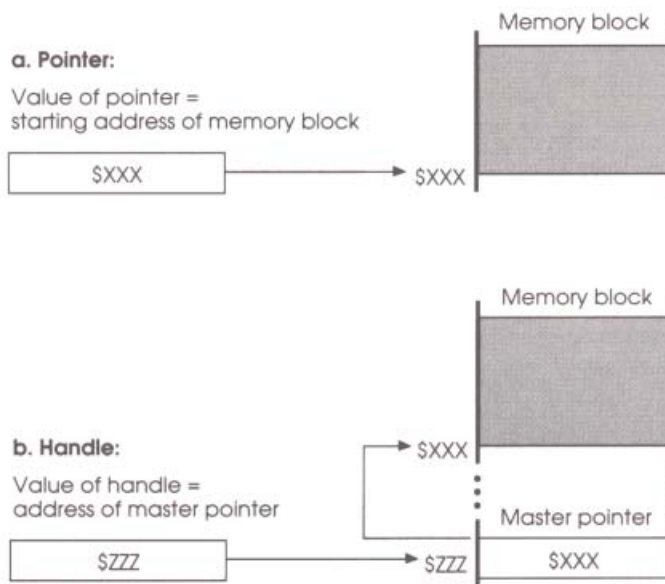 Memory block
a. Pointer:
Value of pointer =
starting address of memory block
$XXX
$XXX
Memory block
b. Handle:
$XXX
Value of handle =
address of master pointer
Master pointer
$ZZZ
$ZZZ
$XXX